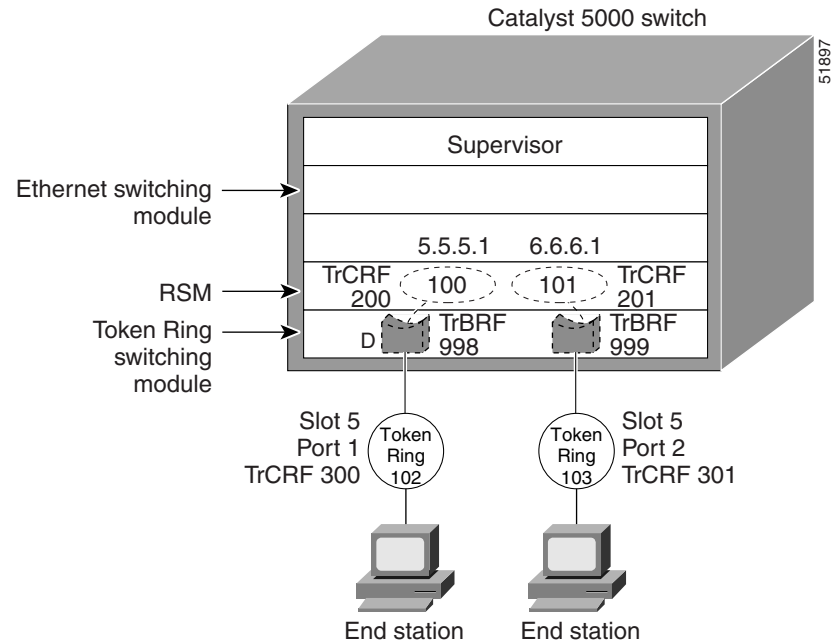 Catalyst 5000 switch
51897
Supervisor
Ethernet switching
module
5.5.5.1
6.6.6.1
TrCRF
200
100
101
TrCRF
201
RSM
Token Ring
switching
module
D
TrBRF
998
TrBRF
999
Slot 5
Port 1
TrCRF 300
Token
Ring
102
Token
Ring
103
Slot 5
Port 2
TrCRF 301
End station
End station